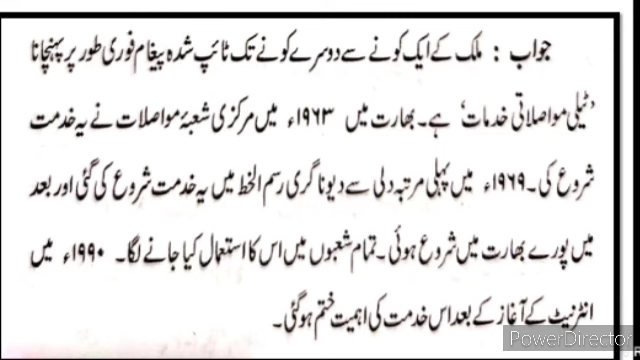 جواب : ملک کے ایک کونے سے دوسرے کونے تک ٹائپ شدہ پیغام فوری طور پر پہنچانا
’ٹیلی مواصلاتی خدمات‘ ہے۔ بھارت میں ۱۹۶۳ء میں مرکزی شعبۂ مواصلات نے یہ خدمت
شروع کی۔ ۱۹۶۹ء میں پہلی مرتبہ دلی سے دیوناگری رسم الخط میں یہ خدمت شروع کی گئی اور بعد
میں پورے بھارت میں شروع ہوئی۔ تمام شعبوں میں اس کا استعمال کیا جانے لگا۔ ۱۹۹۰ء میں
انٹرنیٹ کے آغاز کے بعد اس خدمت کی اہمیت ختم ہوگئی۔
PowerDirector